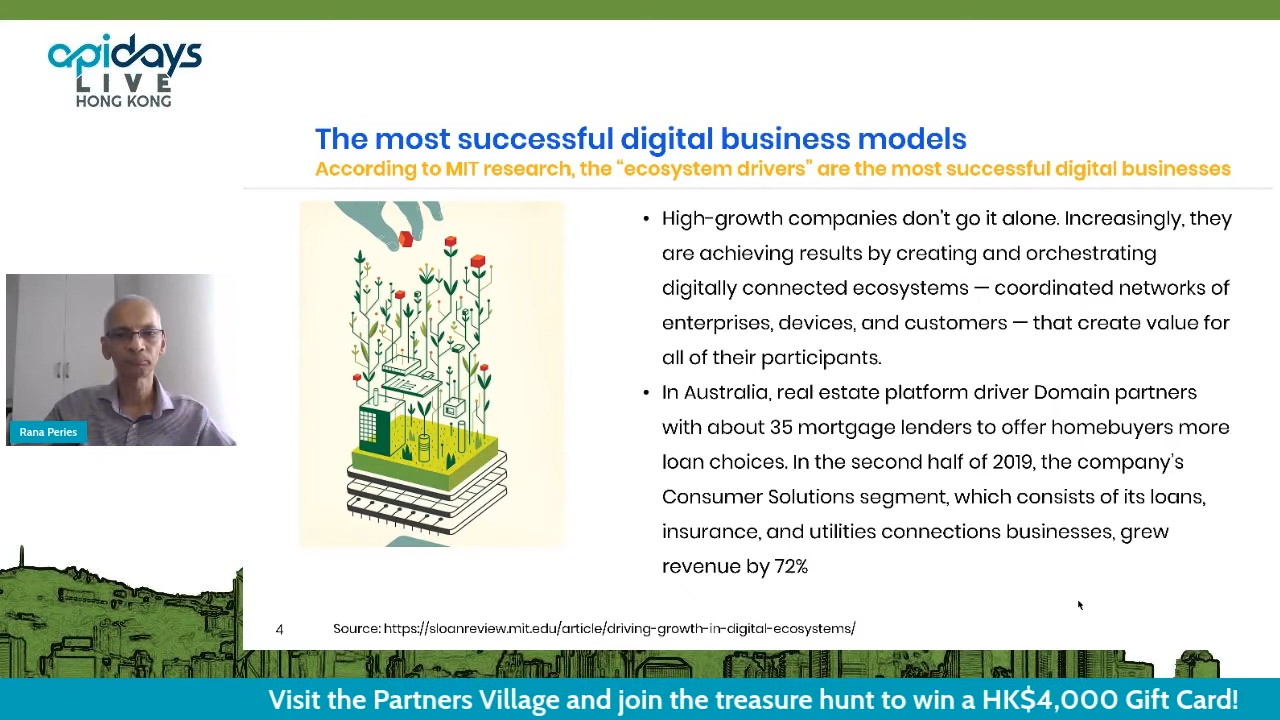 apidays
LIVE
HONG KONG
The most successful digital business models
According to MIT research, the “ecosystem drivers” are the most successful digital businesses
• High-growth companies don’t go it alone. Increasingly, they
are achieving results by creating and orchestrating
digitally connected ecosystems — coordinated networks of
enterprises, devices, and customers — that create value for
all of their participants.
• In Australia, real estate platform driver Domain partners
with about 35 mortgage lenders to offer homebuyers more
loan choices. In the second half of 2019, the company’s
Consumer Solutions segment, which consists of its loans,
insurance, and utilities connections businesses, grew
revenue by 72%
Rana Peries
4
Source: https://sloanreview.mit.edu/article/driving-growth-in-digital-ecosystems/
Visit the Partners Village and join the treasure hunt to win a HK$4,000 Gift Card!